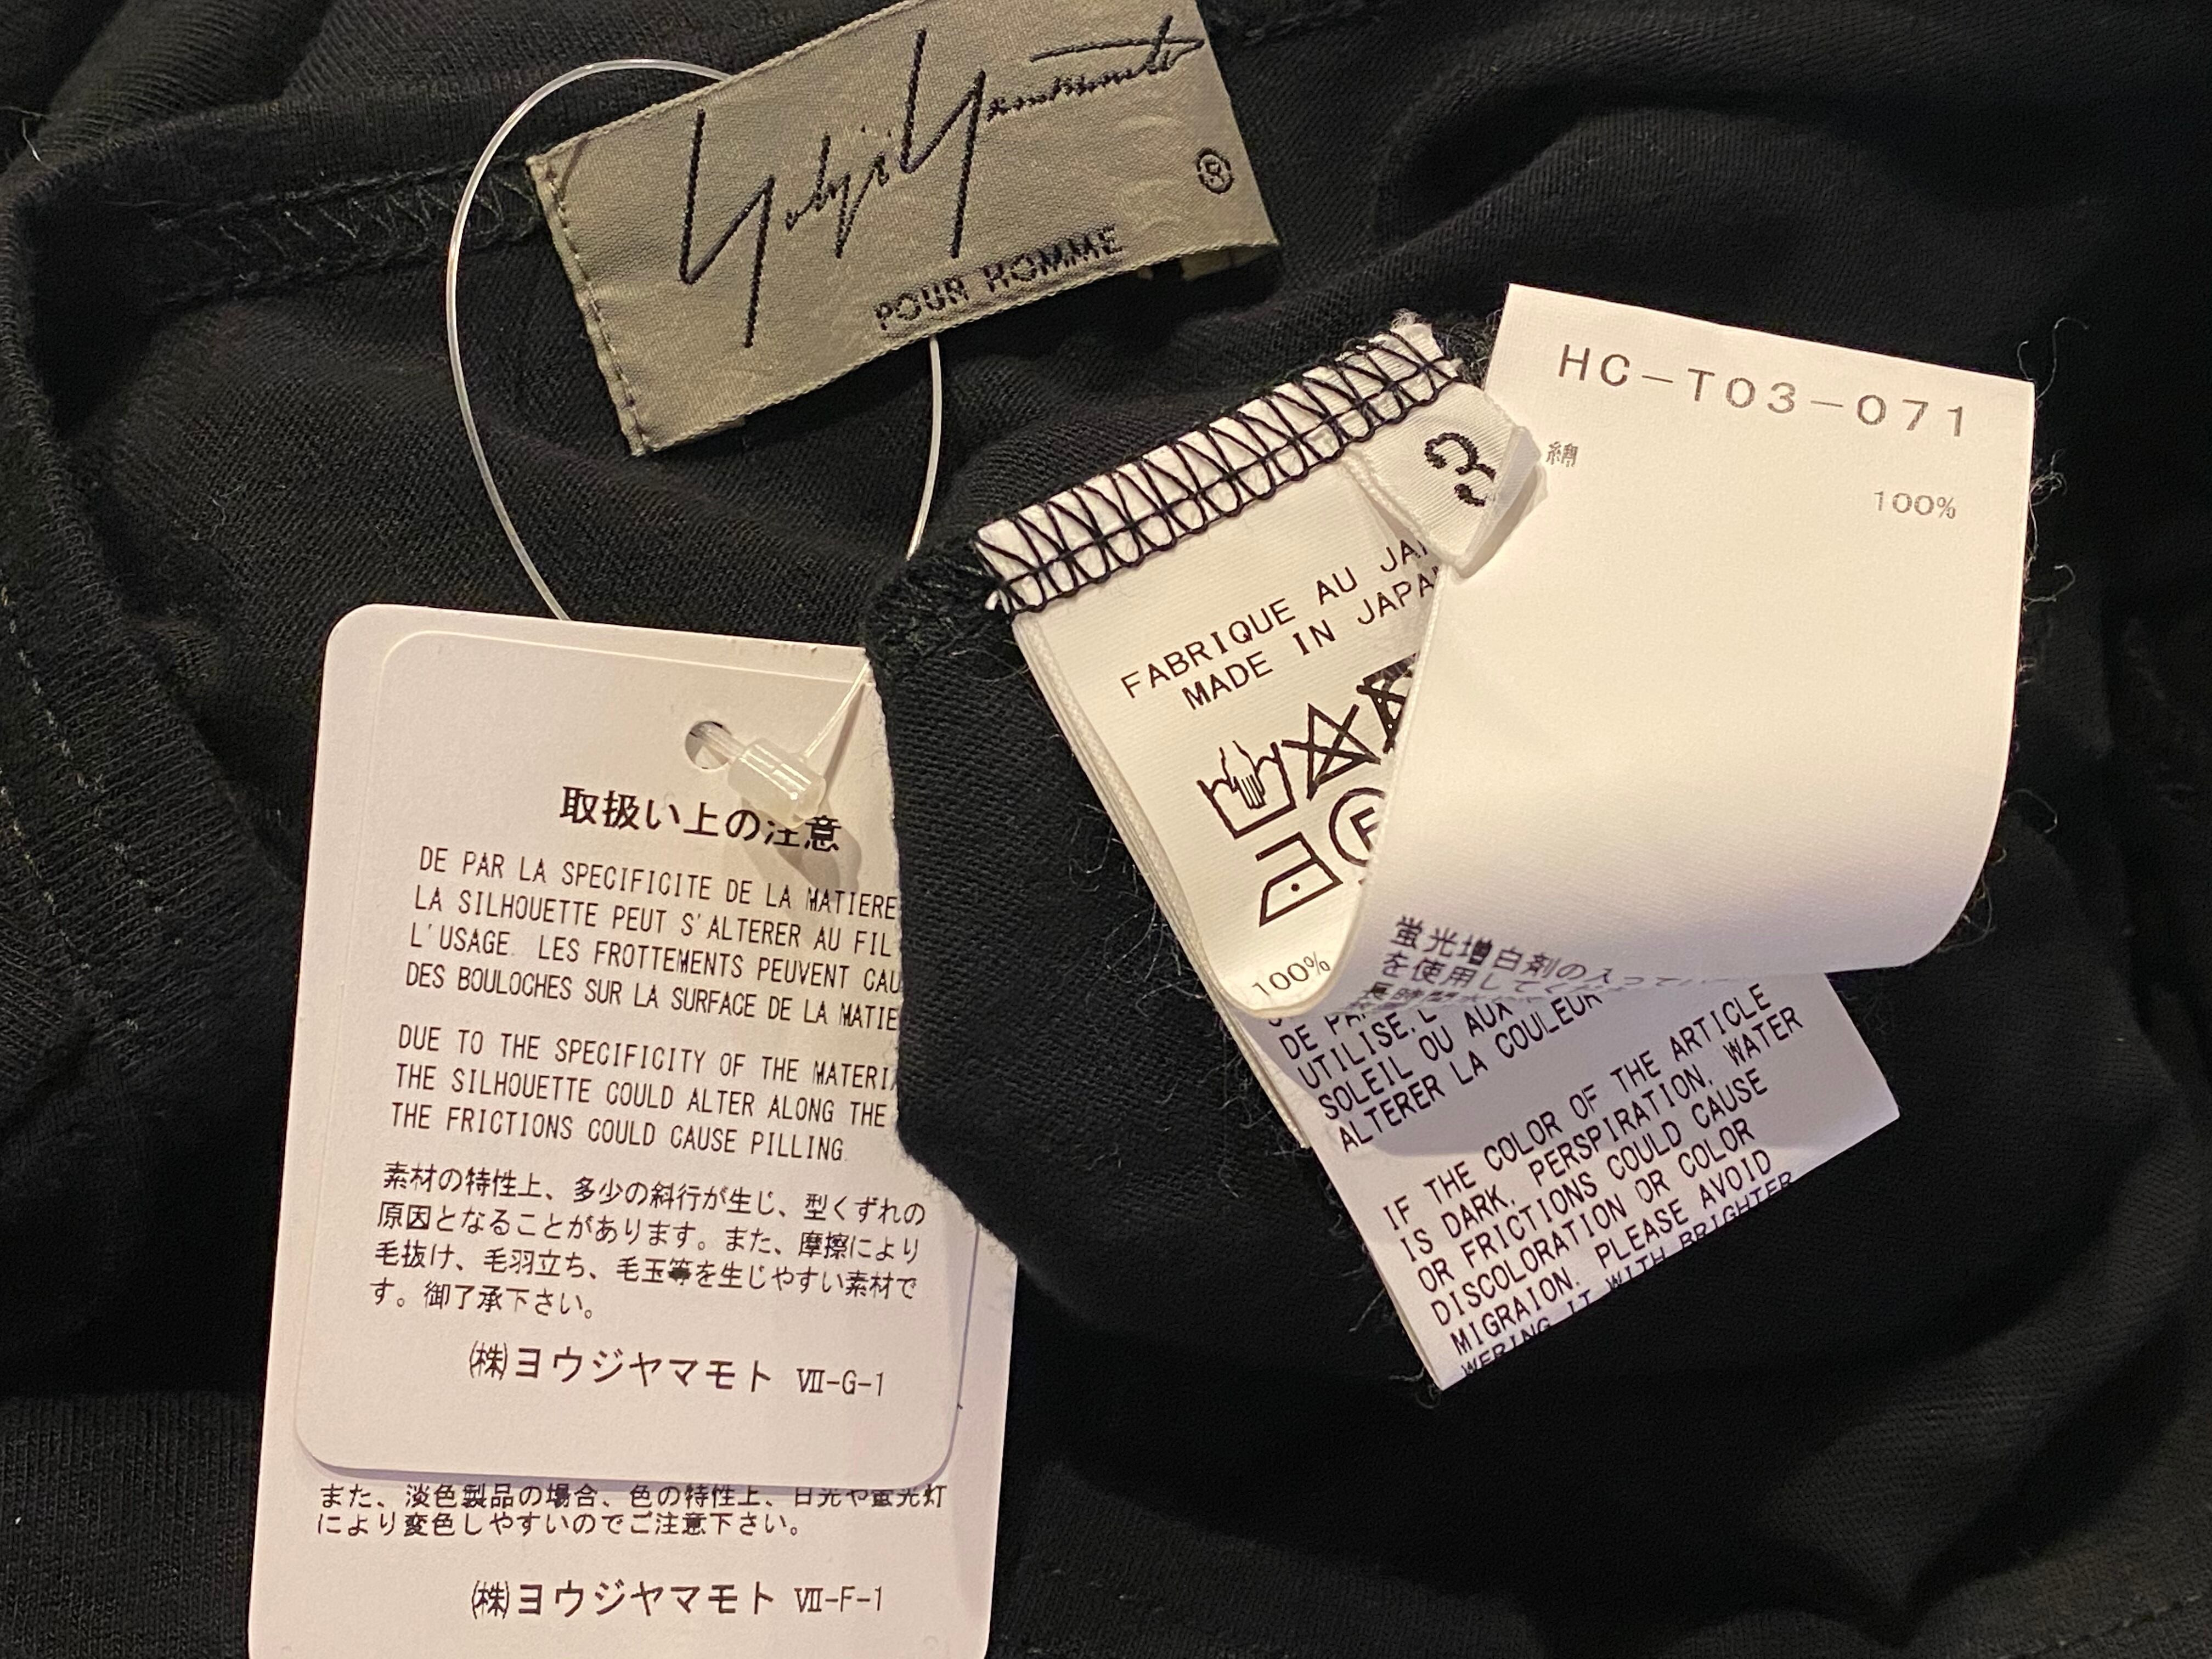 Yohji Yamamoto
®
POUR HOMME
HC-T03-071
綿
100%
3
FABRIQUE AU JA
MADE IN JAPA
F
100%
蛍光増白剤の入って
を使用して
長時間
DE PA
UTILISE. L
SOLEIL OU AUX
ALTERER LA COULEUR
IF THE COLOR OF THE ARTICLE
IS DARK, PERSPIRATION, WATER
OR FRICTIONS COULD CAUSE
DISCOLORATION OR COLOR
MIGRAION. PLEASE AVOID
WERING IT WITH BRIGHTER
取扱い上の注意
DE PAR LA SPECIFICITE DE LA MATIERE
LA SILHOUETTE PEUT S'ALTERER AU FIL
L'USAGE. LES FROTTEMENTS PEUVENT CAU
DES BOULOCHES SUR LA SURFACE DE LA MATIE
DUE TO THE SPECIFICITY OF THE MATERIA
THE SILHOUETTE COULD ALTER ALONG THE
THE FRICTIONS COULD CAUSE PILLING.
素材の特性上、多少の斜行が生じ、型くずれの
原因となることがあります。また、摩擦により
毛抜け、毛羽立ち、毛玉等を生じやすい素材で
す。御了承下さい。
㈱ヨウジヤマモト Ⅶ-G-1
また、淡色製品の場合、色の特性上、日光や蛍光灯
により変色しやすいのでご注意下さい。
㈱ヨウジヤマモト Ⅶ-F-1